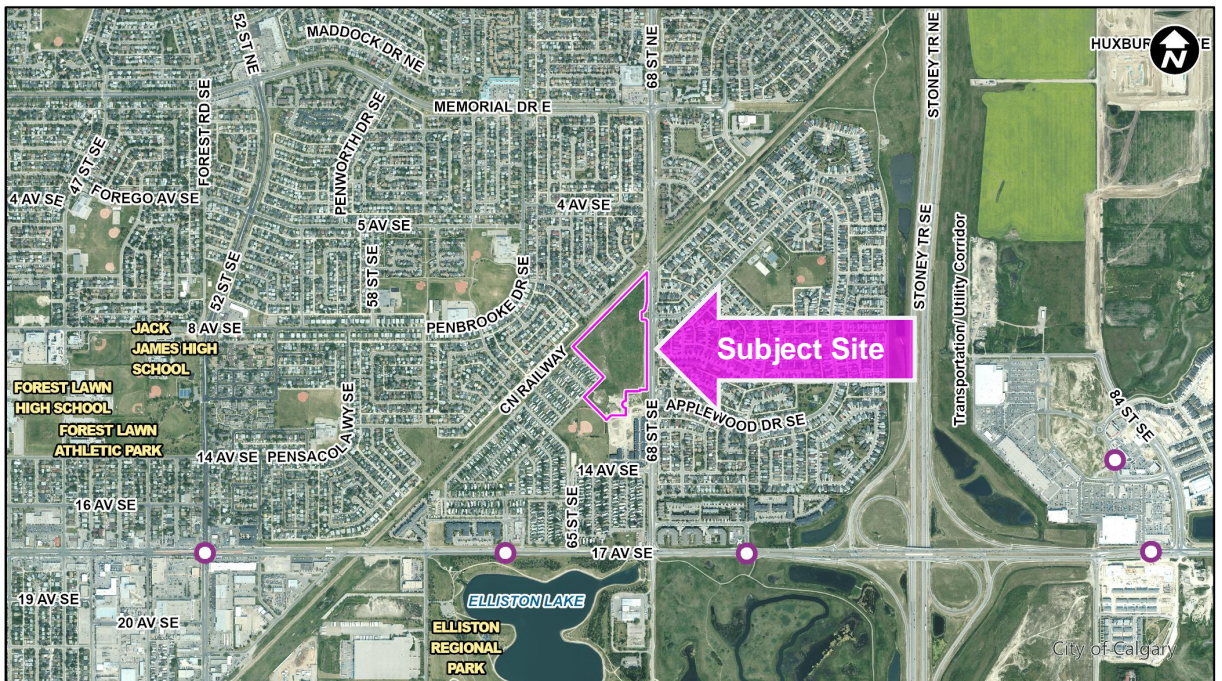 52 ST NE
MADDOCK DR NE
68 ST NE
STONEY TR NE
N
MEMORIAL DR E
FOREST RD SE
PENWORTH DR SE
47 ST SE
4 AV SE
FOREGO AV SE
4 AV SE
5 AV SE
52 ST SE
58 ST SE
PENBROOKE DR SE
STONEY TR SE
Transportation/Utility Corridor
8 AV SE
JACK
JAMES HIGH
SCHOOL
CN RAILWAY
Subject Site
FOREST LAWN
HIGH SCHOOL
FOREST LAWN
ATHLETIC PARK
68 ST SE
APPLEWOOD DR SE
84 ST SE
14 AV SE
PENSACOLA WY SE
14 AV SE
16 AV SE
65 ST SE
17 AV SE
19 AV SE
20 AV SE
ELLISTON LAKE
ELLISTON
REGIONAL
PARK
City of Calgary